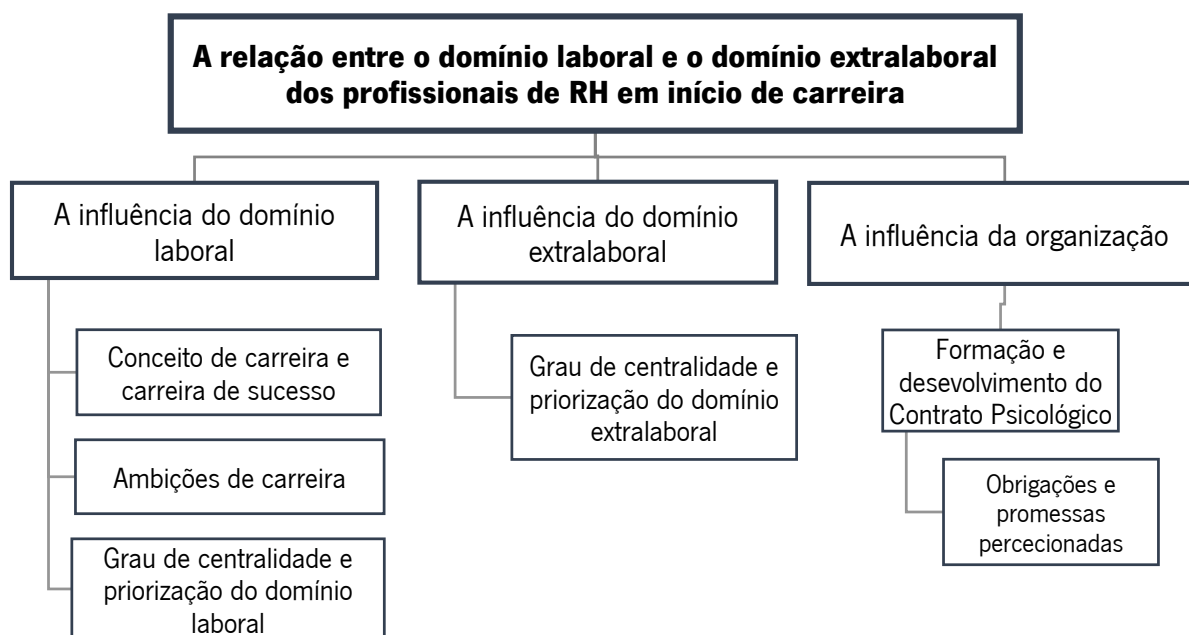 A relação entre o domínio laboral e o domínio extralaboral
dos profissionais de RH em início de carreira
A influência do domínio
laboral
A influência do domínio
extralaboral
A influência da organização
Conceito de carreira e
carreira de sucesso
Ambições de carreira
Grau de centralidade e
priorização do domínio
laboral
Grau de centralidade e
priorização do domínio
extralaboral
Formação e
desevolvimento do
Contrato Psicológico
Obrigações e
promessas
percecionadas